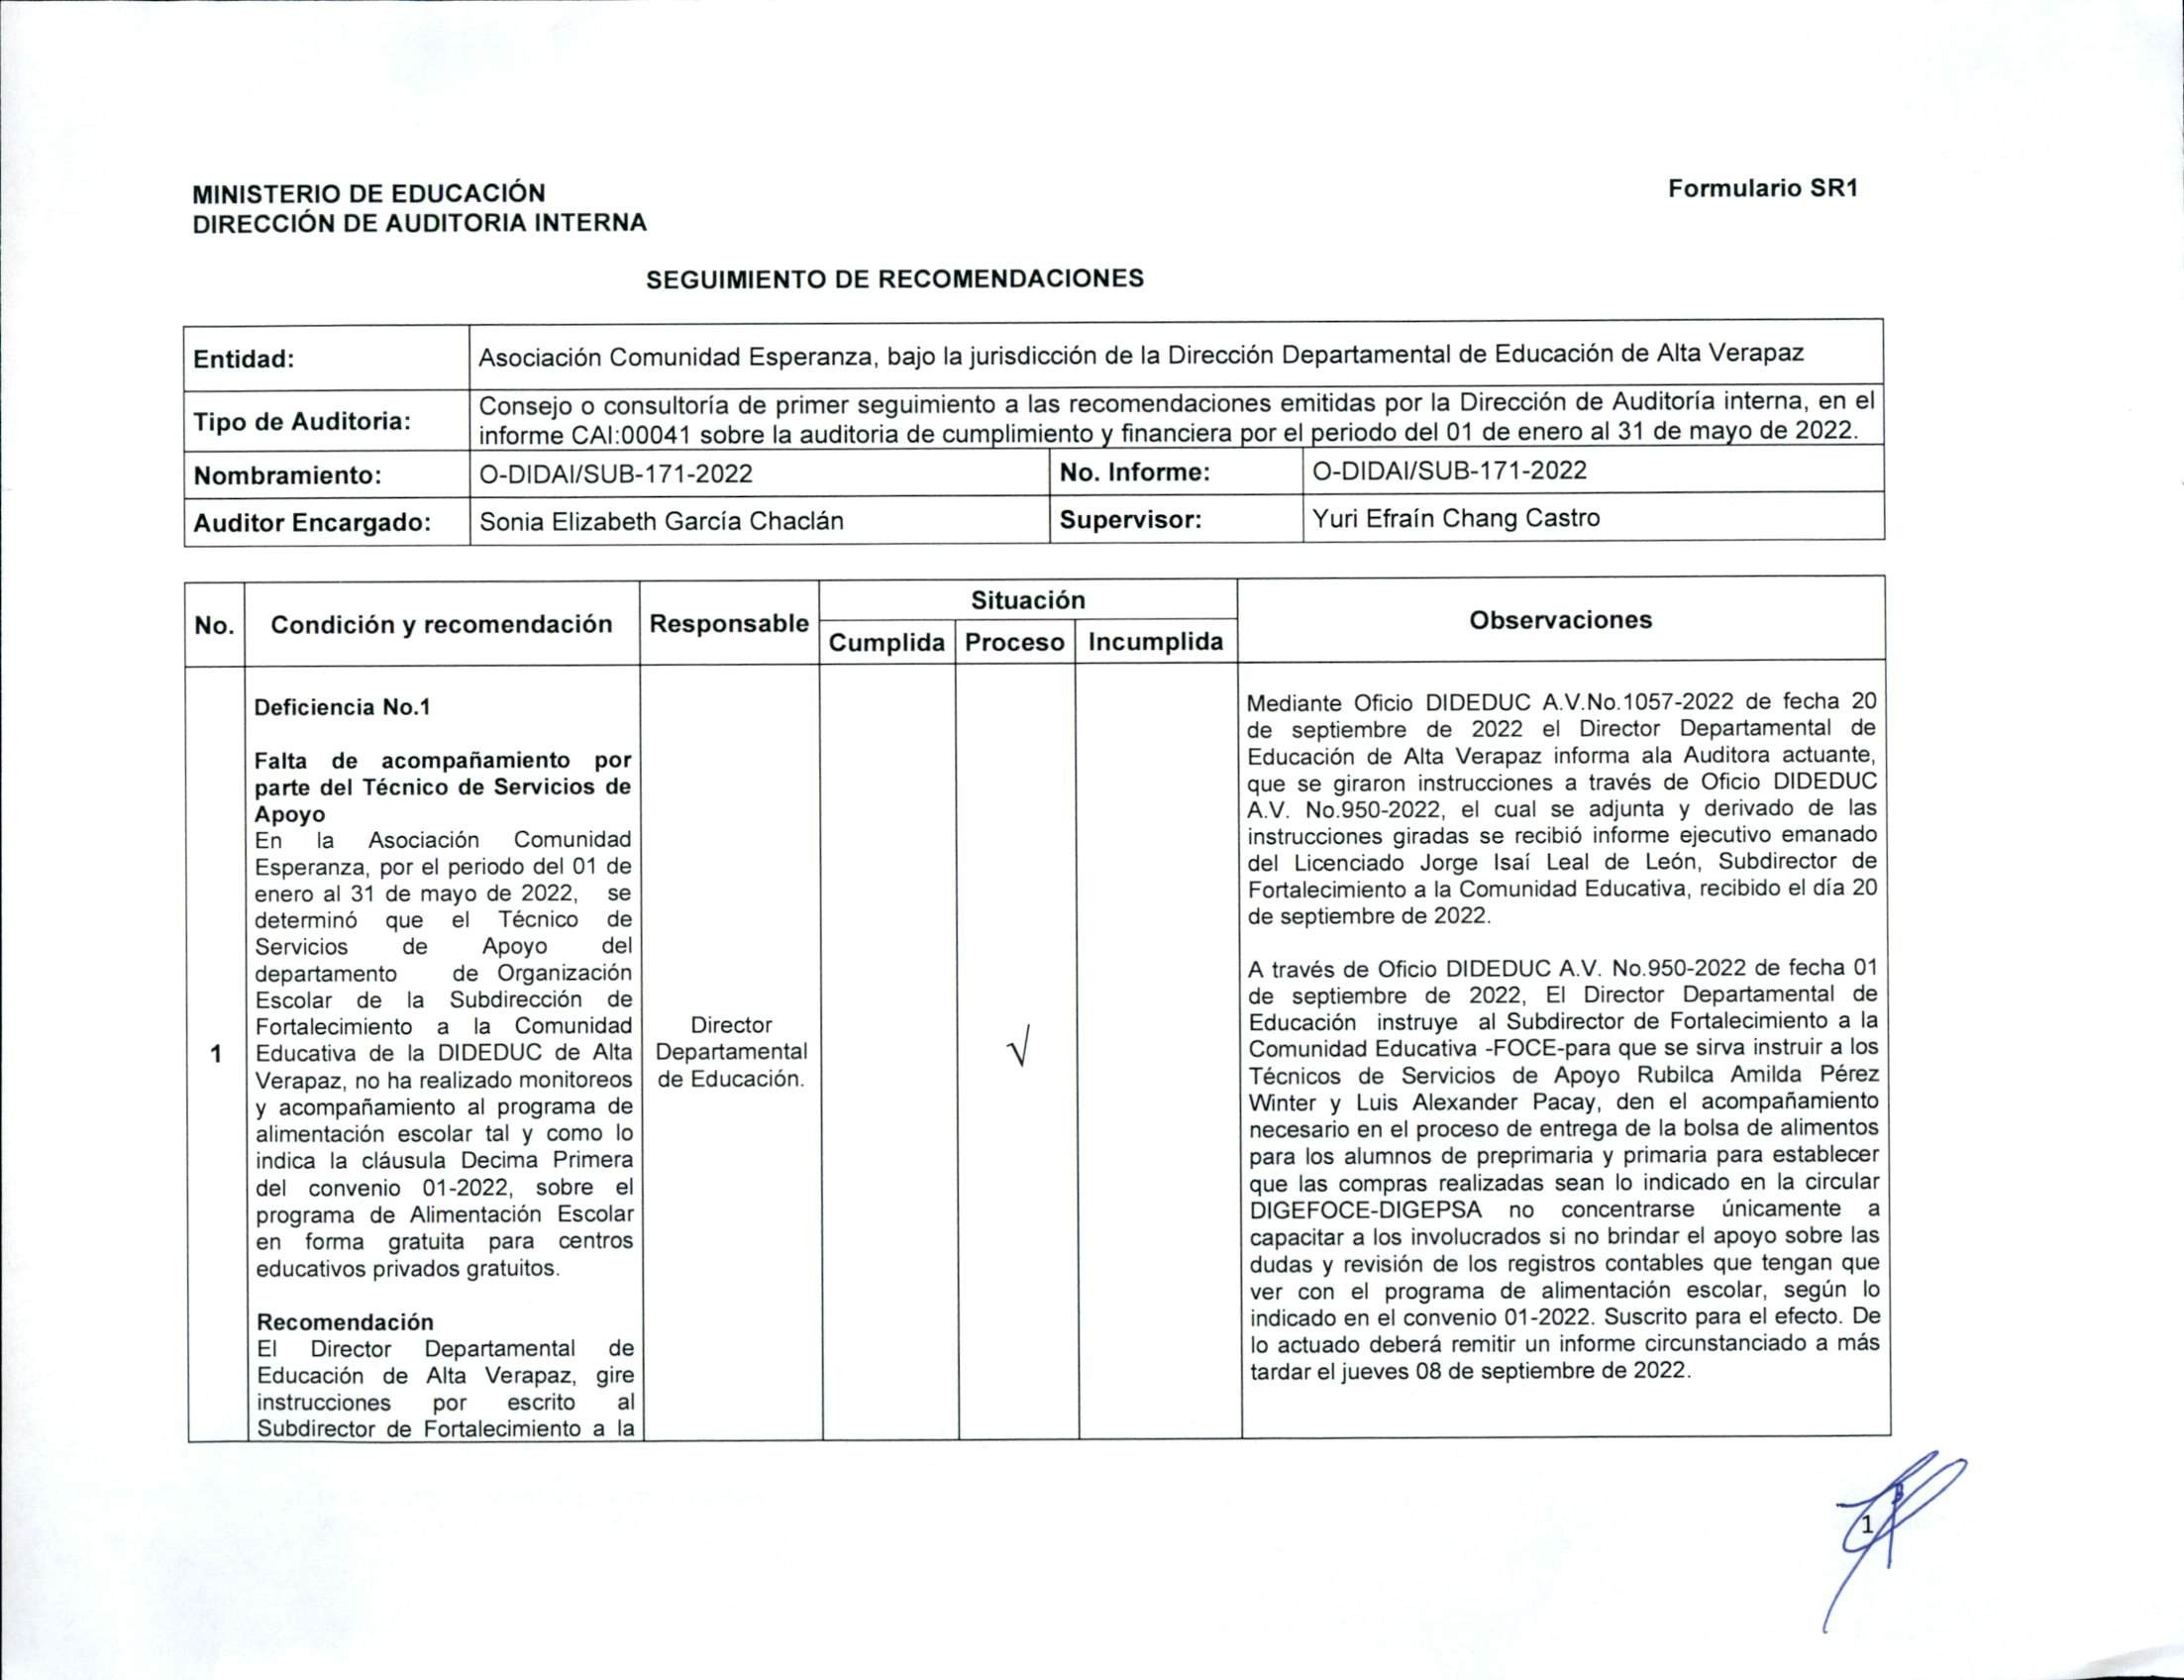 MINISTERIO DE EDUCACIÓN
DIRECCIÓN DE AUDITORIA INTERNA
Formulario SR1
SEGUIMIENTO DE RECOMENDACIONES
Entidad:
Asociación Comunidad Esperanza, bajo la jurisdicción de la Dirección Departamental de Educación de Alta Verapaz
Tipo de Auditoria:
Consejo o consultoría de primer seguimiento a las recomendaciones emitidas por la Dirección de Auditoría interna, en el
informe CAI:00041 sobre la auditoria de cumplimiento y financiera por el periodo del 01 de enero al 31 de mayo de 2022.
Nombramiento:
O-DIDAI/SUB-171-2022
No. Informe:
O-DIDAI/SUB-171-2022
Auditor Encargado:
Sonia Elizabeth García Chaclán
Supervisor:
Yuri Efraín Chang Castro
No.
Condición y recomendación
Responsable
Situación
Cumplida
Proceso
Incumplida
Observaciones
1
Deficiencia No.1
Falta de acompañamiento por
parte del Técnico de Servicios de
Apoyo
En la Asociación Comunidad
Esperanza, por el periodo del 01 de
enero al 31 de mayo de 2022, se
determinó que el Técnico de
Servicios de Apoyo del
departamento de Organización
Escolar de la Subdirección de
Fortalecimiento a la Comunidad
Educativa de la DIDEDUC de Alta
Verapaz, no ha realizado monitoreos
y acompañamiento al programa de
alimentación escolar tal y como lo
indica la cláusula Decima Primera
del convenio 01-2022, sobre el
programa de Alimentación Escolar
en forma gratuita para centros
educativos privados gratuitos.
Recomendación
El Director Departamental de
Educación de Alta Verapaz, gire
instrucciones por escrito al
Subdirector de Fortalecimiento a la
Director
Departamental
de Educación.
√
Mediante Oficio DIDEDUC A.V.No.1057-2022 de fecha 20
de septiembre de 2022 el Director Departamental de
Educación de Alta Verapaz informa ala Auditora actuante,
que se giraron instrucciones a través de Oficio DIDEDUC
A.V. No.950-2022, el cual se adjunta y derivado de las
instrucciones giradas se recibió informe ejecutivo emanado
del Licenciado Jorge Isaí Leal de León, Subdirector de
Fortalecimiento a la Comunidad Educativa, recibido el día 20
de septiembre de 2022.
A través de Oficio DIDEDUC A.V. No.950-2022 de fecha 01
de septiembre de 2022, El Director Departamental de
Educación instruye al Subdirector de Fortalecimiento a la
Comunidad Educativa -FOCE-para que se sirva instruir a los
Técnicos de Servicios de Apoyo Rubilca Amilda Pérez
Winter y Luis Alexander Pacay, den el acompañamiento
necesario en el proceso de entrega de la bolsa de alimentos
para los alumnos de preprimaria y primaria para establecer
que las compras realizadas sean lo indicado en la circular
DIGEFOCE-DIGEPSA no concentrarse únicamente a
capacitar a los involucrados si no brindar el apoyo sobre las
dudas y revisión de los registros contables que tengan que
ver con el programa de alimentación escolar, según lo
indicado en el convenio 01-2022. Suscrito para el efecto. De
lo actuado deberá remitir un informe circunstanciado a más
tardar el jueves 08 de septiembre de 2022.
1